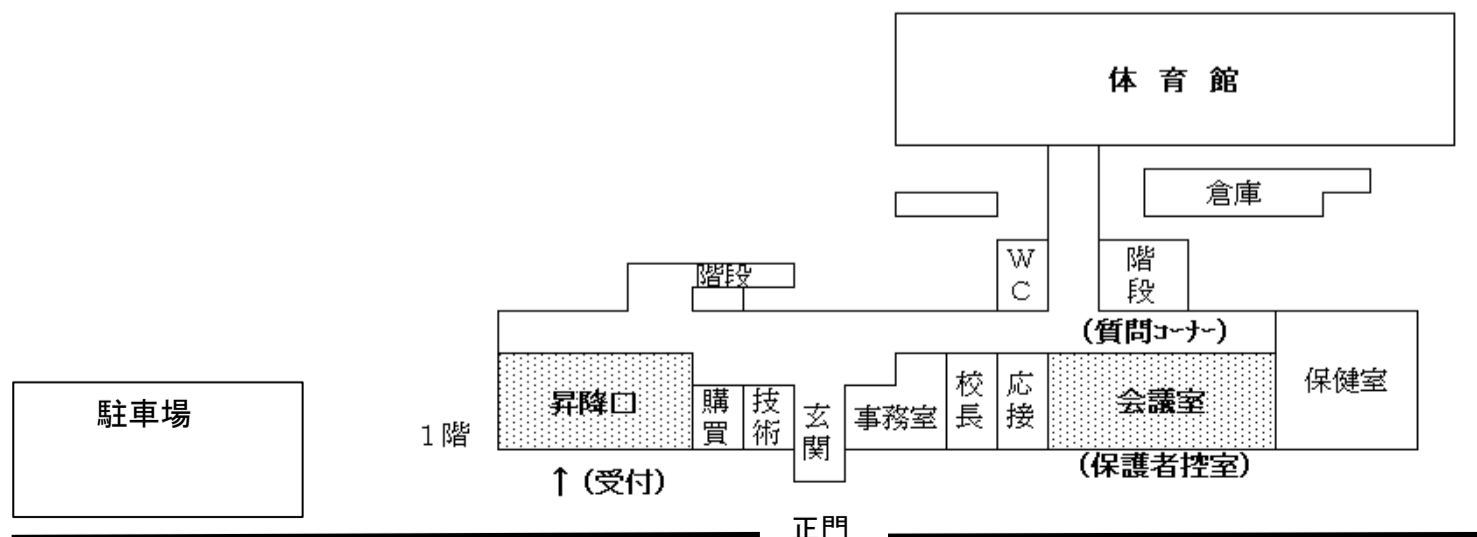 体 育 館
倉庫
WC
階段
階段
(質問コーナー)
保健室
駐車場
1階
昇降口
購買
技術
玄関
事務室
校長
応接
会議室
↑(受付)
(保護者控室)
正門